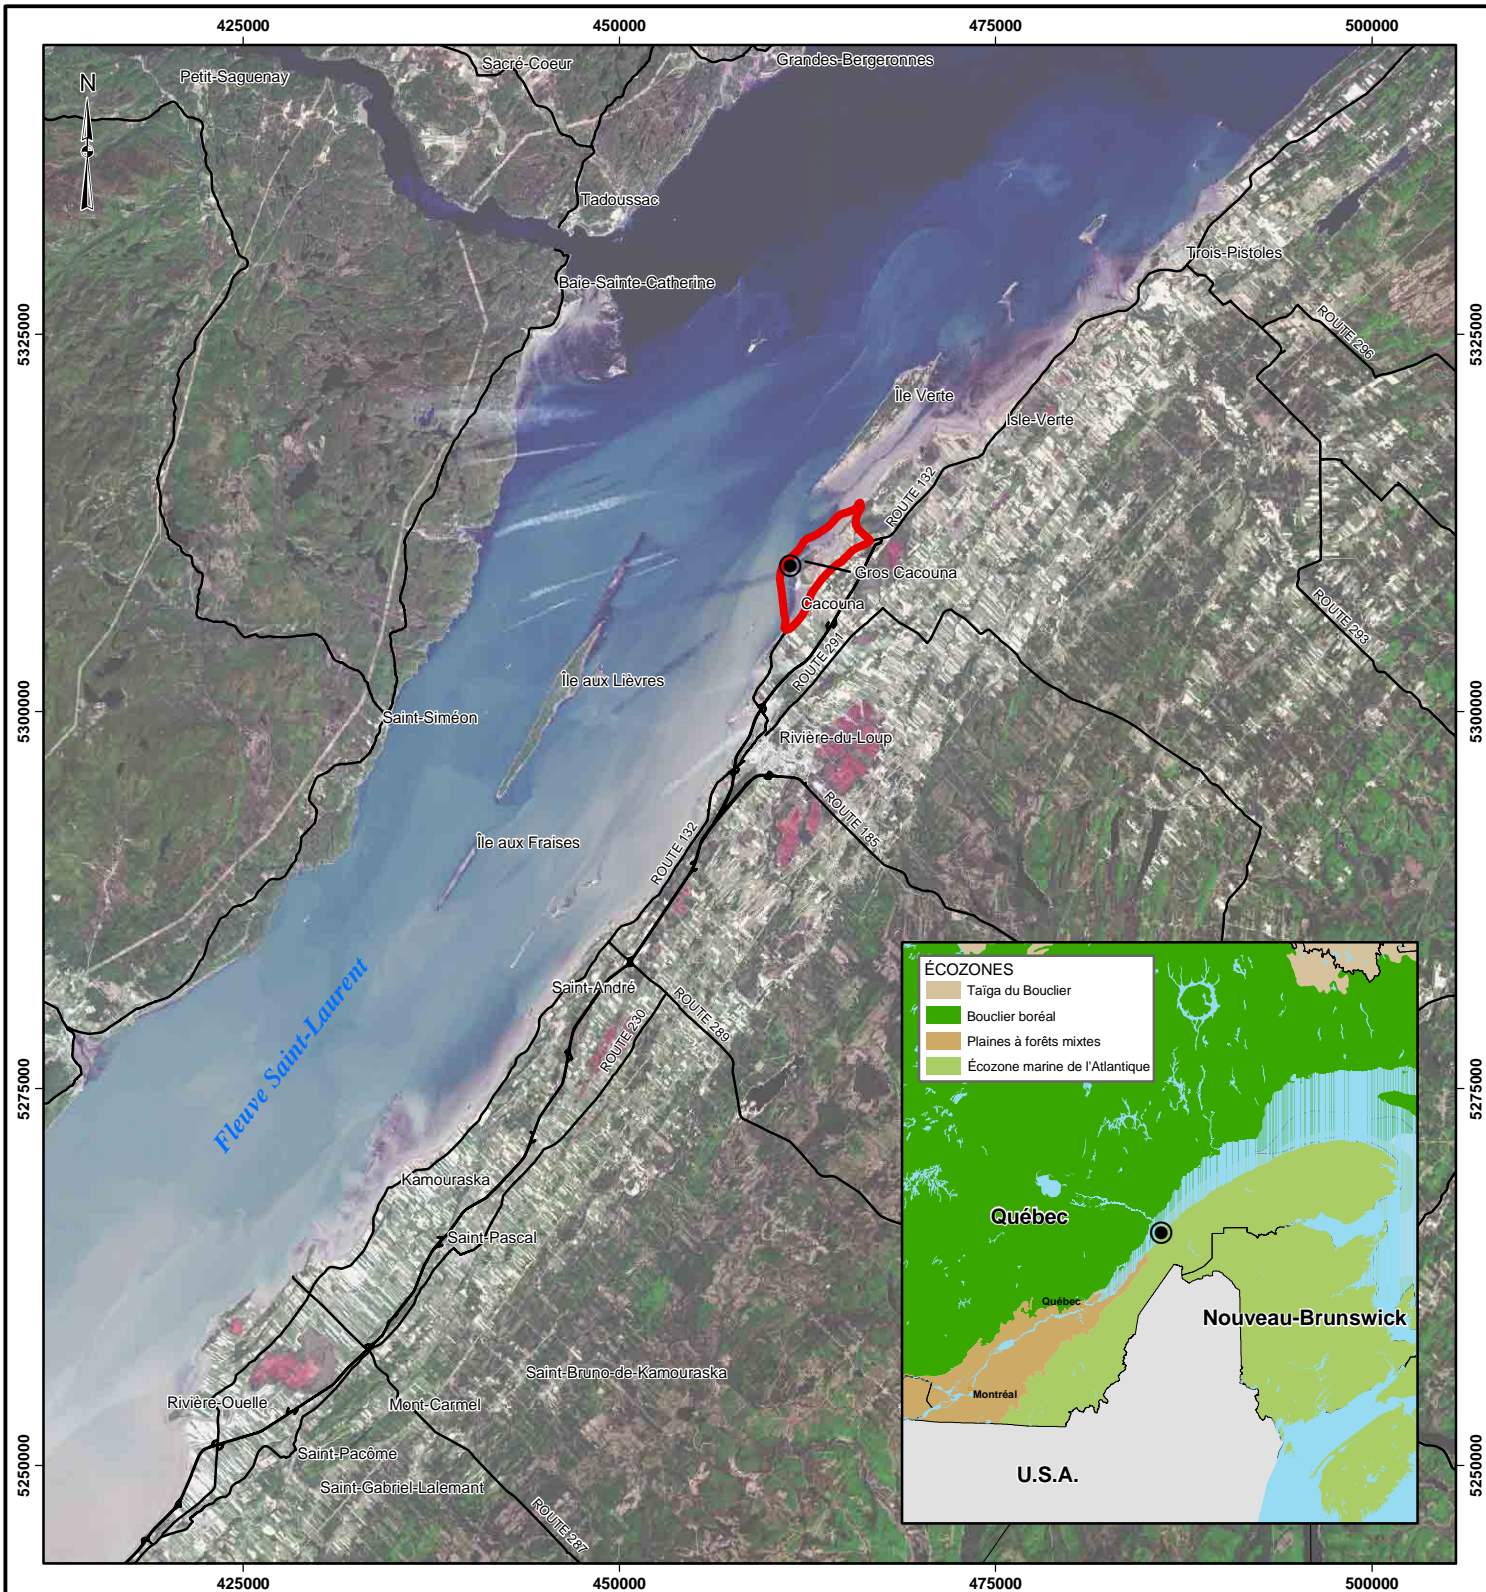 425000
450000
475000
500000
N
Petit-Saguenay
Sacré-Coeur
Grandes-Bergeronnes
Tadoussac
Baie-Sainte-Catherine
Trois-Pistoles
5325000
5325000
ROUTE 296
Île Verte
Isle-Verte
ROUTE 132
Gros Cacouna
Cacouna
ROUTE 293
ROUTE 291
Île aux Lièvres
Saint-Siméon
5300000
5300000
Rivière-du-Loup
ROUTE 185
ROUTE 132
Île aux Fraises
Saint-André
ROUTE 289
ROUTE 230
Fleuve Saint-Laurent
5275000
5275000
Kamouraska
Saint-Pascal
Saint-Bruno-de-Kamouraska
Rivière-Ouelle
Mont-Carmel
Saint-Pacôme
Saint-Gabriel-Lalemant
ROUTE 287
5250000
5250000
ÉCOZONES
Taïga du Bouclier
Bouclier boréal
Plaines à forêts mixtes
Écozone marine de l'Atlantique
Québec
Québec
Nouveau-Brunswick
Montréal
U.S.A.
425000
450000
475000
500000